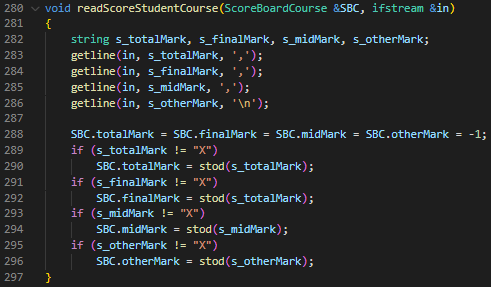 280 void readScoreStudentCourse(ScoreBoardCourse &SBC, ifstream &in)
281 {
282     string s_totalMark, s_finalMark, s_midMark, s_otherMark;
283     getline(in, s_totalMark, ',');
284     getline(in, s_finalMark, ',');
285     getline(in, s_midMark, ',');
286     getline(in, s_otherMark, '\n');
287
288     SBC.totalMark = SBC.finalMark = SBC.midMark = SBC.otherMark = -1;
289     if (s_totalMark != "X")
290         SBC.totalMark = stod(s_totalMark);
291     if (s_finalMark != "X")
292         SBC.finalMark = stod(s_totalMark);
293     if (s_midMark != "X")
294         SBC.midMark = stod(s_midMark);
295     if (s_otherMark != "X")
296         SBC.otherMark = stod(s_otherMark);
297 }